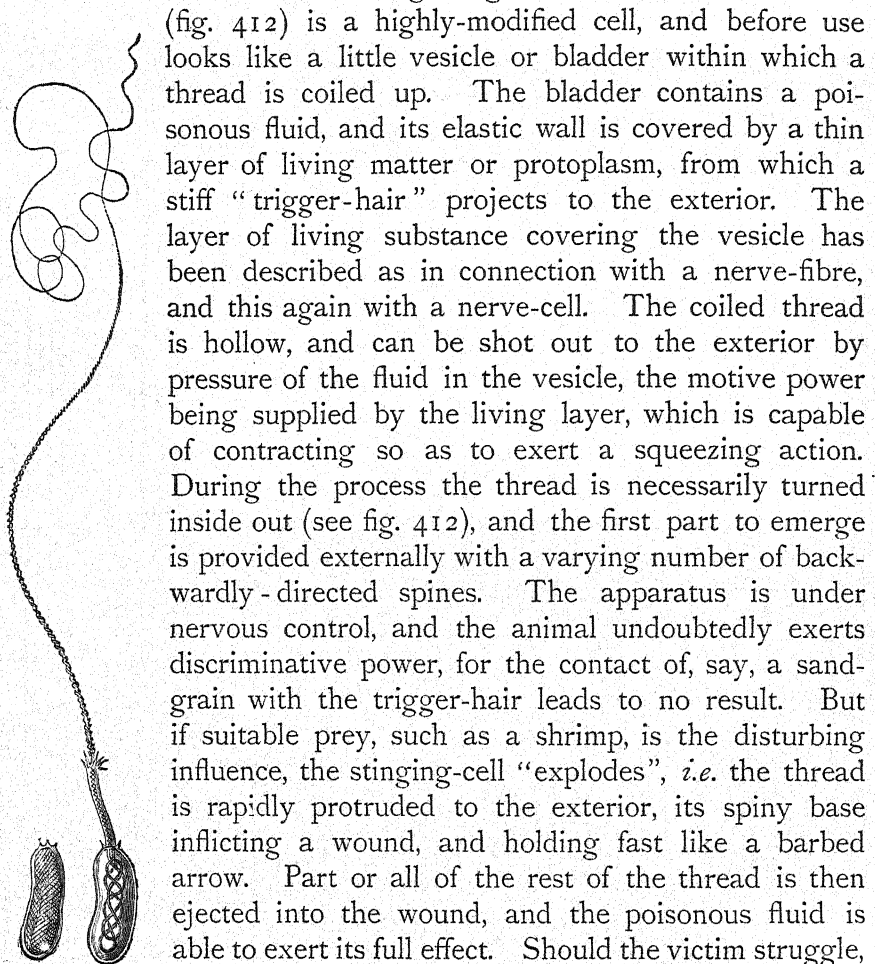 (fig. 412) is a highly-modified cell, and before use
looks like a little vesicle or bladder within which a
thread is coiled up. The bladder contains a poi-
sonous fluid, and its elastic wall is covered by a thin
layer of living matter or protoplasm, from which a
stiff “trigger-hair” projects to the exterior. The
layer of living substance covering the vesicle has
been described as in connection with a nerve-fibre,
and this again with a nerve-cell. The coiled thread
is hollow, and can be shot out to the exterior by
pressure of the fluid in the vesicle, the motive power
being supplied by the living layer, which is capable
of contracting so as to exert a squeezing action.
During the process the thread is necessarily turned
inside out (see fig. 412), and the first part to emerge
is provided externally with a varying number of back-
wardly-directed spines. The apparatus is under
nervous control, and the animal undoubtedly exerts
discriminative power, for the contact of, say, a sand-
grain with the trigger-hair leads to no result. But
if suitable prey, such as a shrimp, is the disturbing
influence, the stinging-cell “explodes”, i.e. the thread
is rapidly protruded to the exterior, its spiny base
inflicting a wound, and holding fast like a barbed
arrow. Part or all of the rest of the thread is then
ejected into the wound, and the poisonous fluid is
able to exert its full effect. Should the victim struggle,